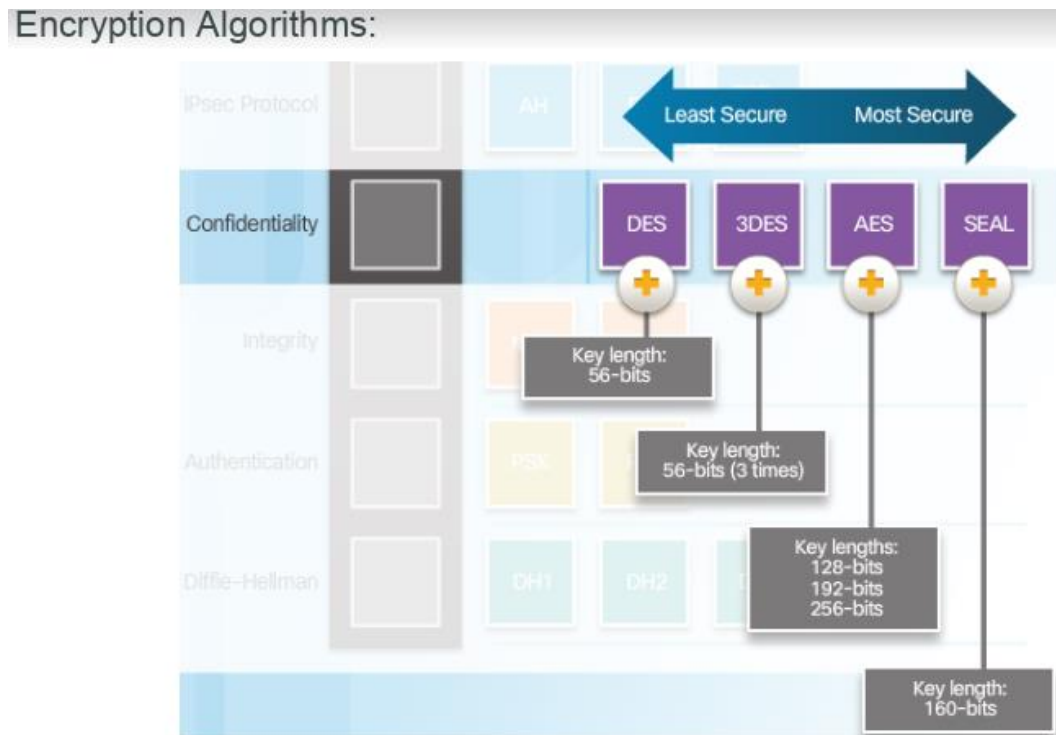 Encryption Algorithms:
IPsec Protocol
AH
Least Secure
Most Secure
Confidentiality
DES
3DES
AES
SEAL
Integrity
Key length:
56-bits
Authentication
PSK
Key length:
56-bits (3 times)
Key lengths:
128-bits
192-bits
256-bits
Diffie-Hellman
DH1
DH2
Key length:
160-bits